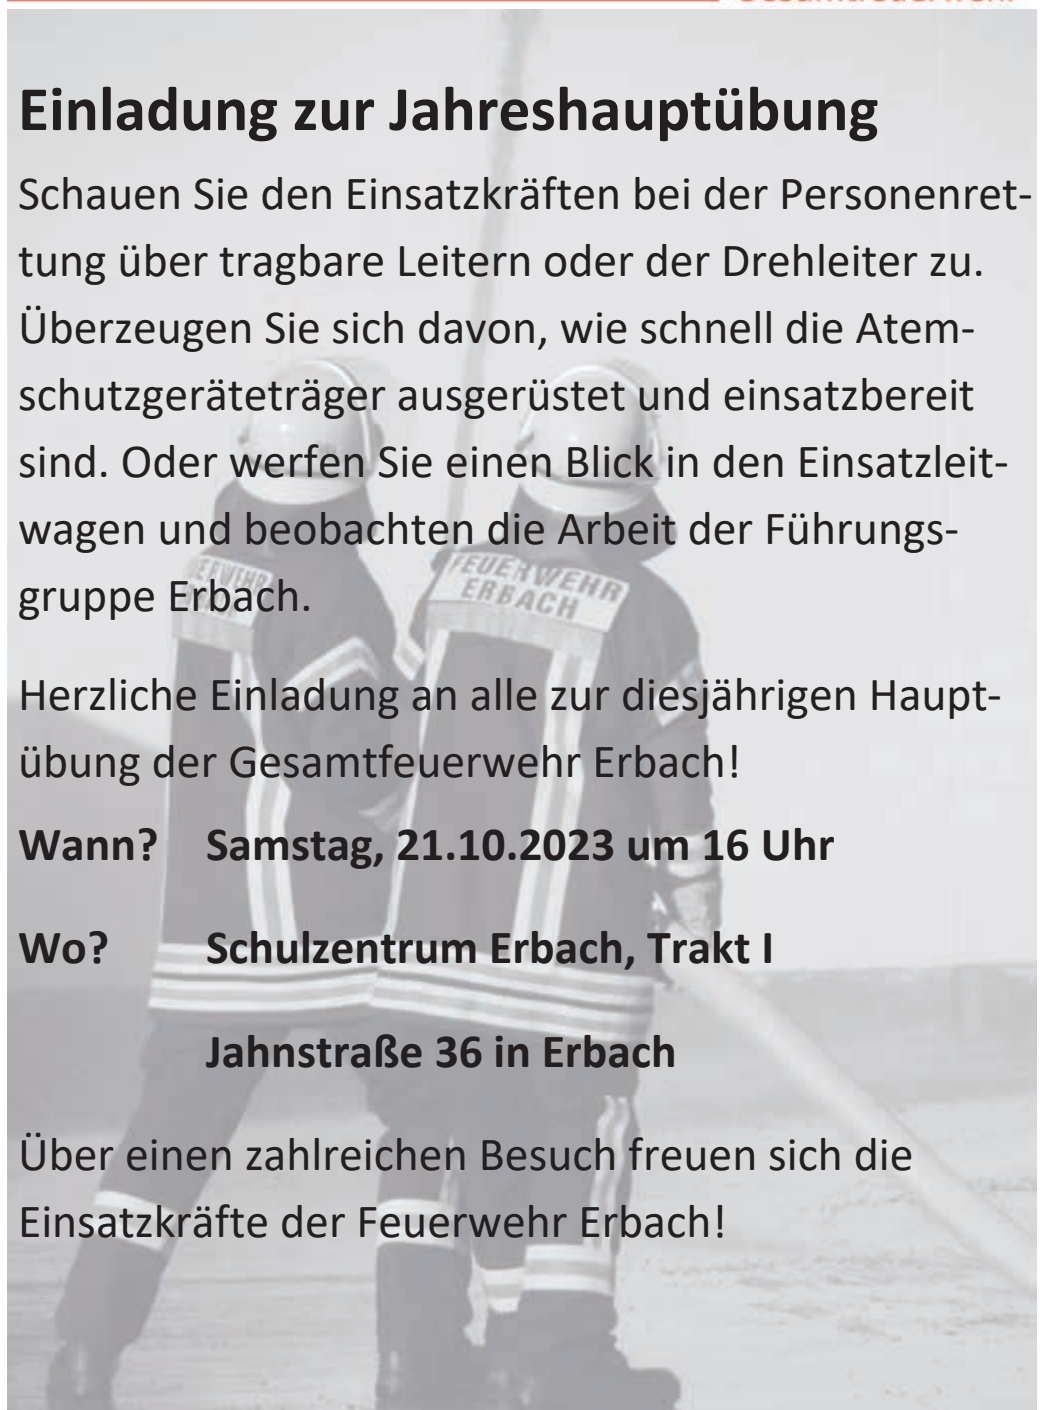 Einladung zur Jahreshauptübung
Schauen Sie den Einsatzkräften bei der Personenret-
tung über tragbare Leitern oder der Drehleiter zu.
Überzeugen Sie sich davon, wie schnell die Atem-
schutzgeräteträger ausgerüstet und einsatzbereit
sind. Oder werfen Sie einen Blick in den Einsatzleit-
wagen und beobachten die Arbeit der Führungs-
gruppe Erbach.
FEUERWEHR
ERBACH
Herzliche Einladung an alle zur diesjährigen Haupt-
übung der Gesamtfeuerwehr Erbach!
Wann? Samstag, 21.10.2023 um 16 Uhr
Wo? Schulzentrum Erbach, Trakt I
Jahnstraße 36 in Erbach
Über einen zahlreichen Besuch freuen sich die
Einsatzkräfte der Feuerwehr Erbach!